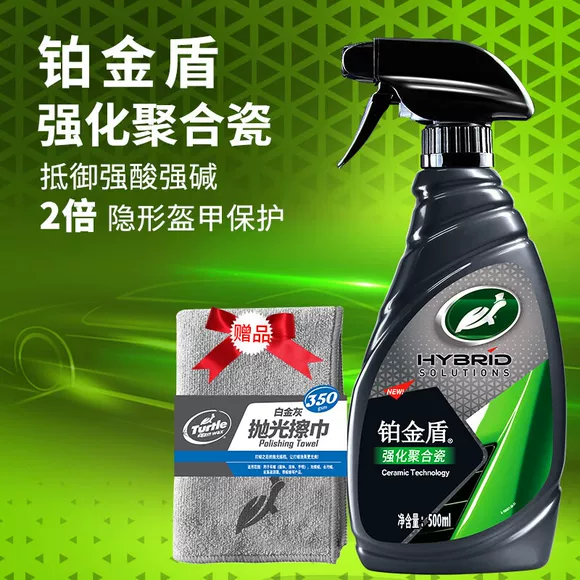 铂金盾
强化聚合瓷
抵御强酸强碱
2倍 隐形盔甲保护
赠品
白金灰
350
gsm
抛光擦巾
Polishing Towel
Turtle
WAX
HYBRID
SOLUTIONS
NEW!
铂金盾®
强化聚合瓷
Ceramic Technology
净含量: 500ml